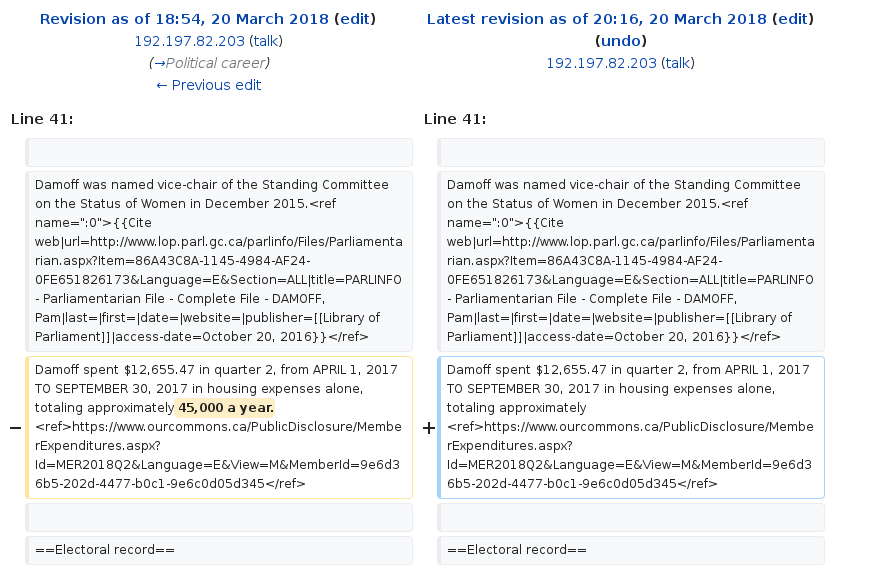 Revision as of 18:54, 20 March 2018 (edit)
192.197.82.203 (talk)
(→Political career)
← Previous edit
Latest revision as of 20:16, 20 March 2018 (edit)
(undo)
192.197.82.203 (talk)
Line 41:
Line 41:
Damoff was named vice-chair of the Standing Committee
on the Status of Women in December 2015.<ref
name=":0">{{Cite
web|url=http://www.lop.parl.gc.ca/parlinfo/Files/Parliamenta
rian.aspx?Item=86A43C8A-1145-4984-AF24-
0FE651826173&Language=E&Section=ALL|title=PARLINFO
- Parliamentarian File - Complete File - DAMOFF,
Pam|last=|first=|date=|website=|publisher=[[Library of
Parliament]]|access-date=October 20, 2016}}</ref>
Damoff was named vice-chair of the Standing Committee
on the Status of Women in December 2015.<ref
name=":0">{{Cite
web|url=http://www.lop.parl.gc.ca/parlinfo/Files/Parliamenta
rian.aspx?Item=86A43C8A-1145-4984-AF24-
0FE651826173&Language=E&Section=ALL|title=PARLINFO
- Parliamentarian File - Complete File - DAMOFF,
Pam|last=|first=|date=|website=|publisher=[[Library of
Parliament]]|access-date=October 20, 2016}}</ref>
−
Damoff spent $12,655.47 in quarter 2, from APRIL 1, 2017
TO SEPTEMBER 30, 2017 in housing expenses alone,
totaling approximately 45,000 a year.
<ref>https://www.ourcommons.ca/PublicDisclosure/Membe
rExpenditures.aspx?
Id=MER2018Q2&Language=E&View=M&MemberId=9e6d3
6b5-202d-4477-b0c1-9e6c0d05d345</ref>
+
Damoff spent $12,655.47 in quarter 2, from APRIL 1, 2017
TO SEPTEMBER 30, 2017 in housing expenses alone,
totaling approximately
<ref>https://www.ourcommons.ca/PublicDisclosure/Membe
rExpenditures.aspx?
Id=MER2018Q2&Language=E&View=M&MemberId=9e6d3
6b5-202d-4477-b0c1-9e6c0d05d345</ref>
==Electoral record==
==Electoral record==